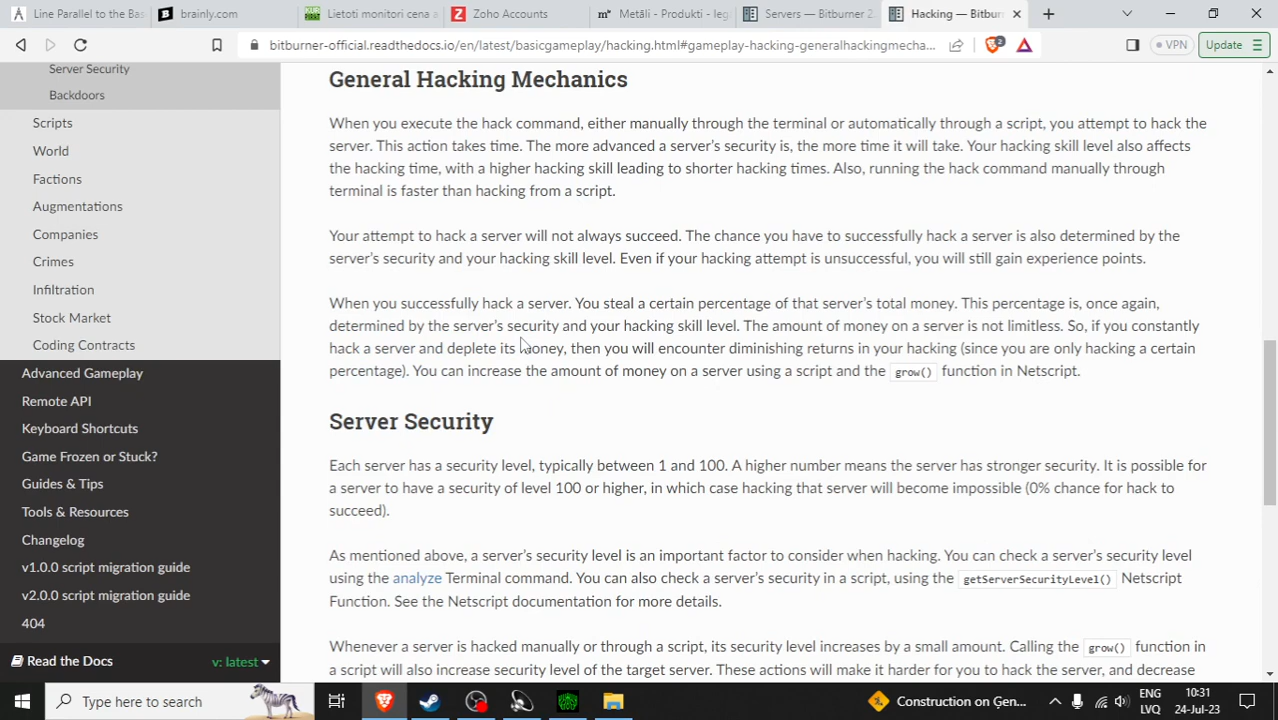 Line Parallel to the Bas
brainly.com
Lietoti monitori cena a
Zoho Accounts
Metāli - Produkti - leg
Servers — Bitburner 2.
Hacking — Bitburn
bitburner-official.readthedocs.io/en/latest/basicgameplay/hacking.html#gameplay-hacking-generalhackingmecha...
2
VPN
Update
Server Security
Backdoors
Scripts
World
Factions
Augmentations
Companies
Crimes
Infiltration
Stock Market
Coding Contracts
Advanced Gameplay
Remote API
Keyboard Shortcuts
Game Frozen or Stuck?
Guides & Tips
Tools & Resources
Changelog
v1.0.0 script migration guide
v2.0.0 script migration guide
404
Read the Docs
v: latest
General Hacking Mechanics
When you execute the hack command, either manually through the terminal or automatically through a script, you attempt to hack the
server. This action takes time. The more advanced a server's security is, the more time it will take. Your hacking skill level also affects
the hacking time, with a higher hacking skill leading to shorter hacking times. Also, running the hack command manually through
terminal is faster than hacking from a script.
Your attempt to hack a server will not always succeed. The chance you have to successfully hack a server is also determined by the
server's security and your hacking skill level. Even if your hacking attempt is unsuccessful, you will still gain experience points.
When you successfully hack a server. You steal a certain percentage of that server's total money. This percentage is, once again,
determined by the server's security and your hacking skill level. The amount of money on a server is not limitless. So, if you constantly
hack a server and deplete its money, then you will encounter diminishing returns in your hacking (since you are only hacking a certain
percentage). You can increase the amount of money on a server using a script and the grow() function in Netscript.
Server Security
Each server has a security level, typically between 1 and 100. A higher number means the server has stronger security. It is possible for
a server to have a security of level 100 or higher, in which case hacking that server will become impossible (0% chance for hack to
succeed).
As mentioned above, a server's security level is an important factor to consider when hacking. You can check a server's security level
using the analyze Terminal command. You can also check a server's security in a script, using the getServerSecurityLevel() Netscript
Function. See the Netscript documentation for more details.
Whenever a server is hacked manually or through a script, its security level increases by a small amount. Calling the grow() function in
a script will also increase security level of the target server. These actions will make it harder for you to hack the server, and decrease
Type here to search
Construction on Ģen...
ENG
LVQ
10:31
24-Jul-23